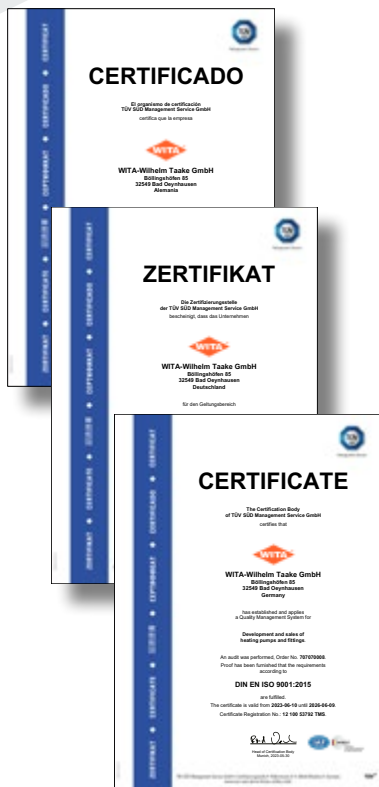 CERTIFICADO
El organismo de certificación
TÜV SÜD Management Service GmbH
certifica que la empresa
WITA
WITA-Wilhelm Taake GmbH
Böllingshöfen 85
32549 Bad Oeynhausen
Alemania
ZERTIFIKAT
Die Zertifizierungsstelle
der TÜV SÜD Management Service GmbH
bescheinigt, dass das Unternehmen
WITA
WITA-Wilhelm Taake GmbH
Böllingshöfen 85
32549 Bad Oeynhausen
Deutschland
für den Geltungsbereich
CERTIFICATE
The Certification Body
of TÜV SÜD Management Service GmbH
certifies that
WITA
WITA-Wilhelm Taake GmbH
Böllingshöfen 85
32549 Bad Oeynhausen
Germany
has established and applies
a Quality Management System for
Development and sales of
heating pumps and fittings.
An audit was performed, Order No. 707070008.
Proof has been furnished that the requirements
according to
DIN EN ISO 9001:2015
are fulfilled.
The certificate is valid from 2023-06-10 until 2026-06-09.
Certificate Registration No.: 12 100 53792 TMS.
Head of Certification Body
ZERTIFIKAT ◆ CERTIFICATE ◆ CERTIFICADO ◆ CERTIFICAT